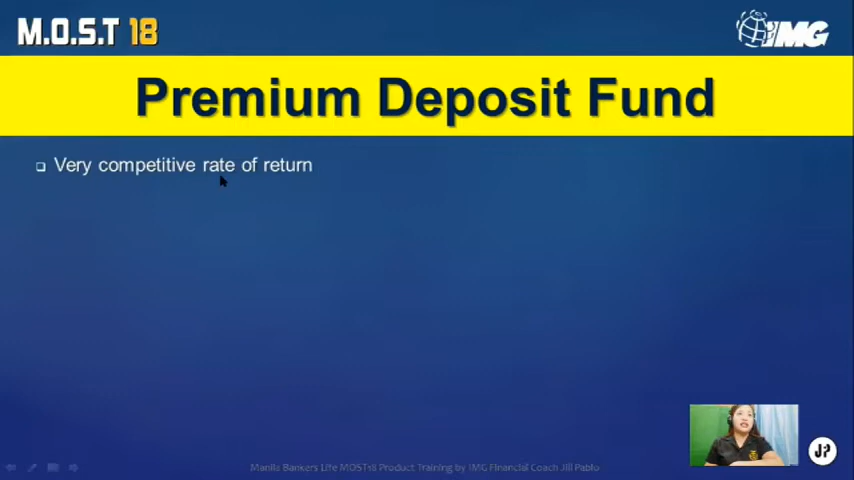 M.O.S.T 18
IMG
Premium Deposit Fund
Very competitive rate of return
Manila Bankers Life MOST18 Product Training by IMG Financial Coach Jill Pablo
JP